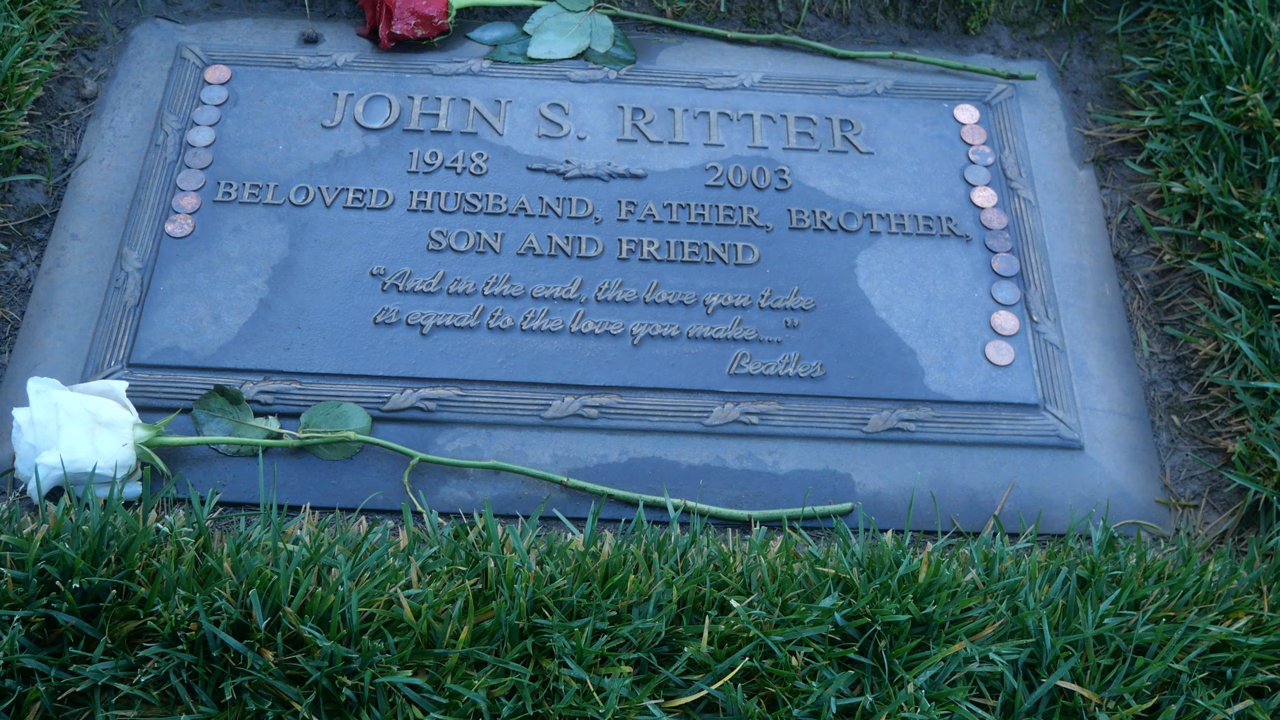 JOHN S. RITTER
1948 2003
BELOVED HUSBAND, FATHER, BROTHER,
SON AND FRIEND
"And in the end, the love you take
is equal to the love you make...."
Beatles